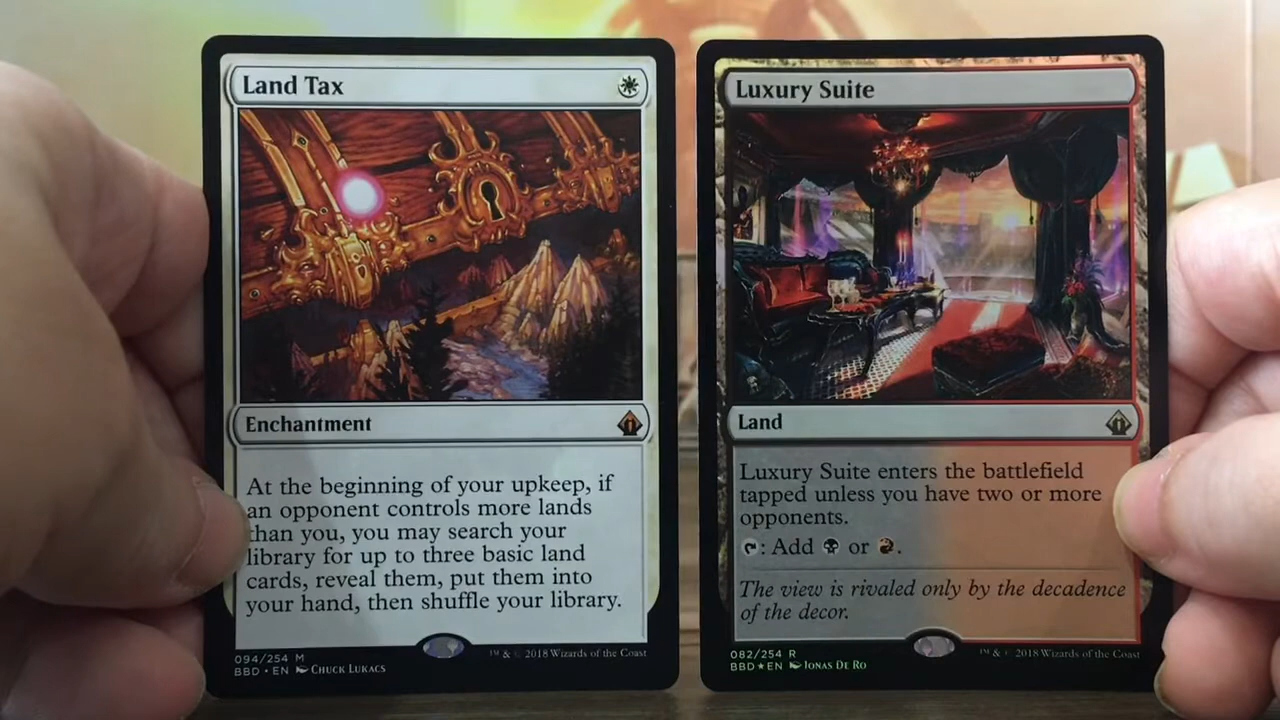 Land Tax
Enchantment
At the beginning of your upkeep, if
an opponent controls more lands
than you, you may search your
library for up to three basic land
cards, reveal them, put them into
your hand, then shuffle your library.
094/254 M
BBD • EN Chuck Lukacs
™ & © 2018 Wizards of the Coast
Luxury Suite
Land
Luxury Suite enters the battlefield
tapped unless you have two or more
opponents.
: Add or .
The view is rivaled only by the decadence
of the decor.
082/254 R
BBD★EN Jonas De Ro
™ & © 2018 Wizards of the Coast